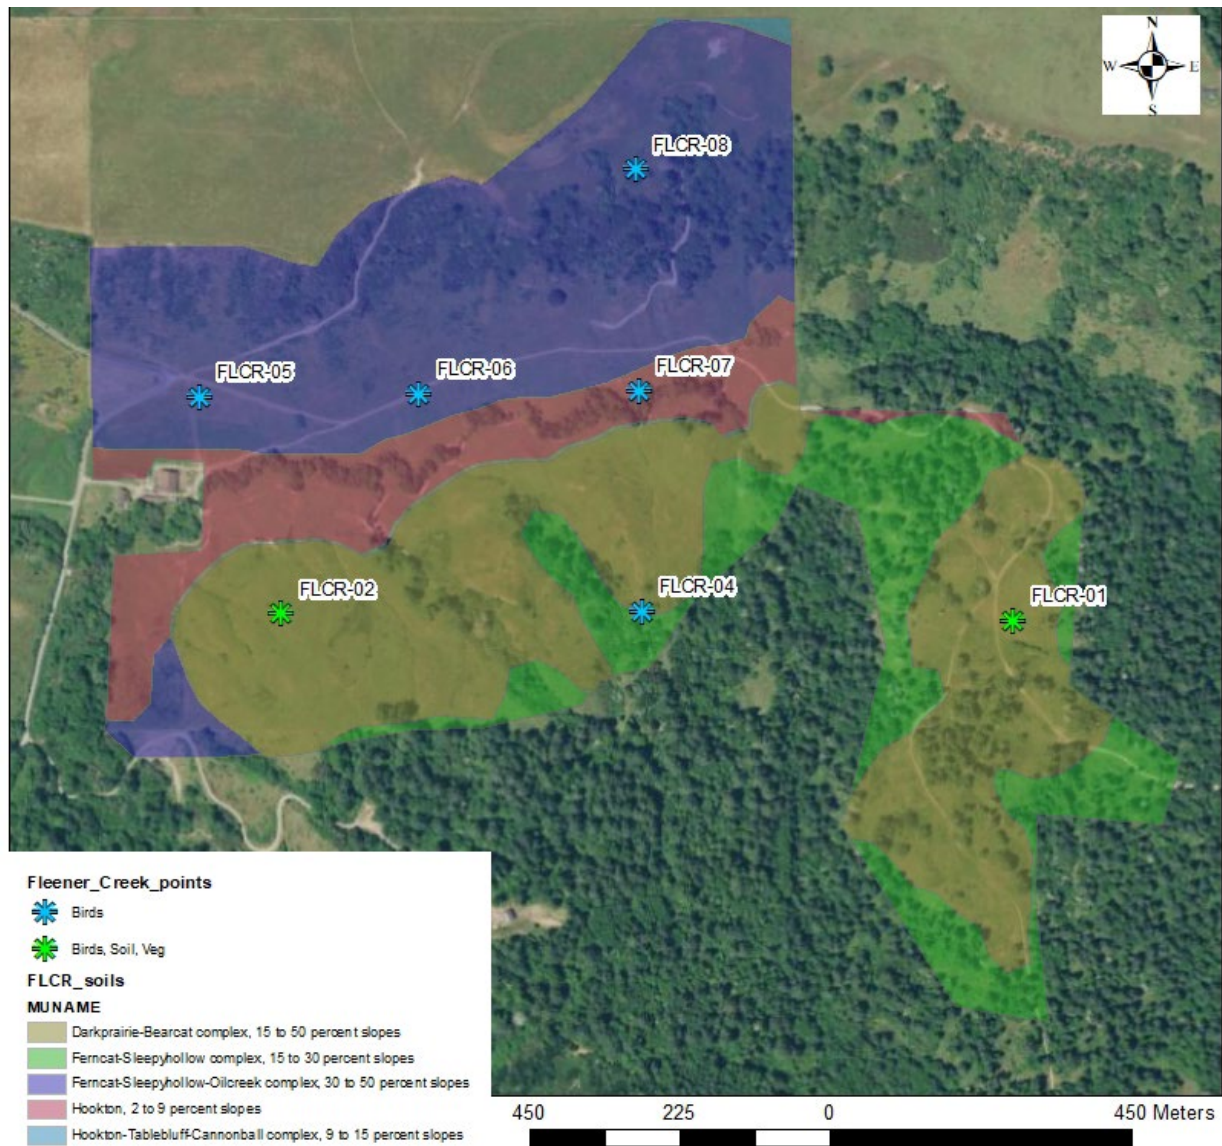 N
W E
S
FLCR-08
FLCR-05
FLCR-06
FLCR-07
FLCR-02
FLCR-04
FLCR-01
Fleener_Creek_points
Birds
Birds, Soil, Veg
FLCR_soils
MUNAME
Darkprairie-Bearcat complex, 15 to 50 percent slopes
Ferncat-Sleepyhollow complex, 15 to 30 percent slopes
Ferncat-Sleepyhollow-Oilcreek complex, 30 to 50 percent slopes
Hookton, 2 to 9 percent slopes
Hookton-Tablebluff-Cannonball complex, 9 to 15 percent slopes
450 225 0 450 Meters